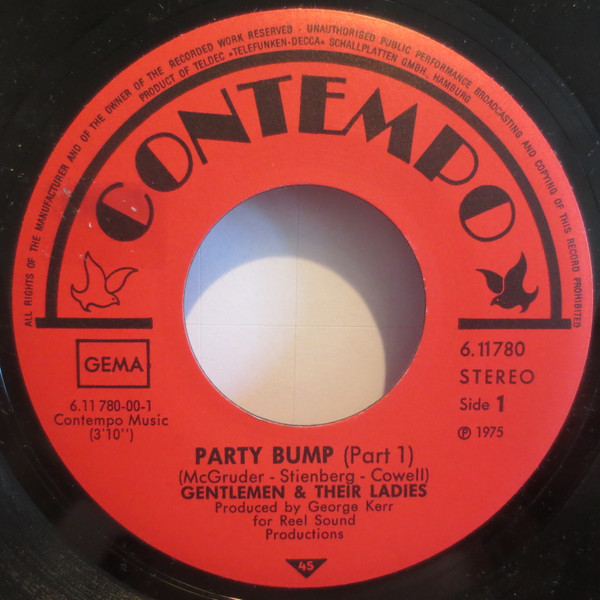 ALL RIGHTS OF THE MANUFACTURER AND OF THE OWNER OF THE RECORDED WORK RESERVED · UNAUTHORISED PUBLIC PERFORMANCE BROADCASTING AND COPYING OF THIS RECORD PROHIBITED
PRODUCT OF TELDEC »TELEFUNKEN-DECCA« SCHALLPLATTEN GMBH, HAMBURG
CONTEMPO
GEMA
6.11780
STEREO
6.11 780-00-1
Side 1
Contempo Music
(3'10'')
℗ 1975
PARTY BUMP (Part 1)
(McGruder - Stienberg - Cowell)
GENTLEMEN & THEIR LADIES
Produced by George Kerr
for Reel Sound
Productions
45